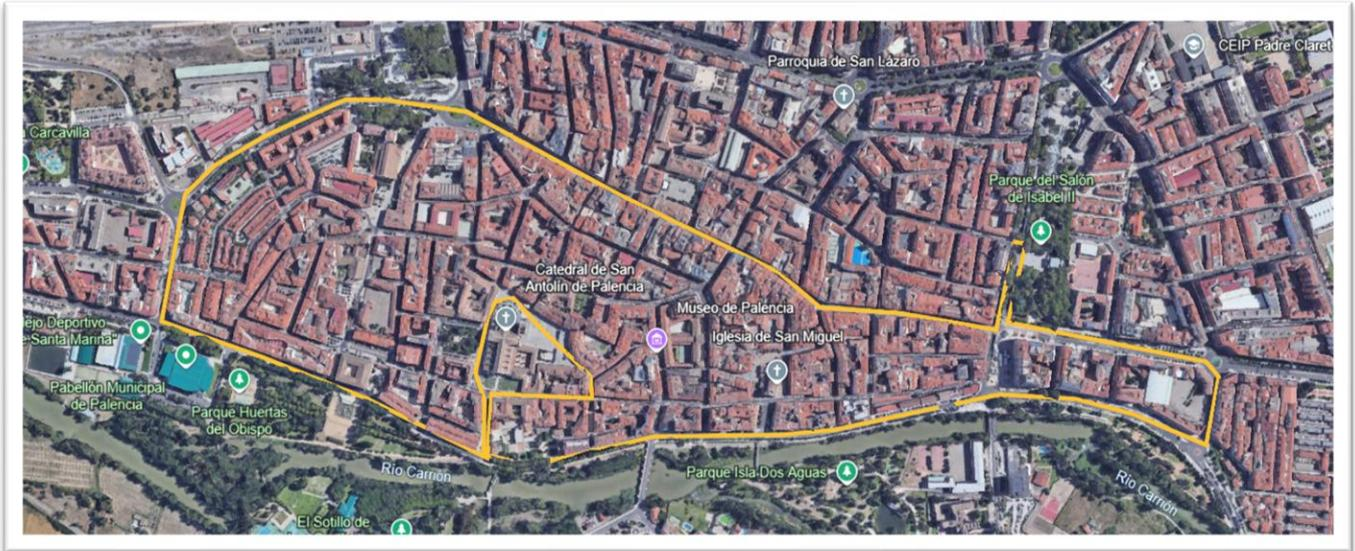 CEIP Padre Claret
Parroquia de San Lázaro
Carcavilla
Parque del Salón
de Isabel II
Catedral de San
Antolín de Palencia
Museo de Palencia
Iglesia de San Miguel
ejo Deportivo
Santa Marina"
Pabellón Municipal
de Palencia
Parque Huertas
del Obispo
Río Carrión
Parque Isla Dos Aguas
Río Carrión
El Sotillo de